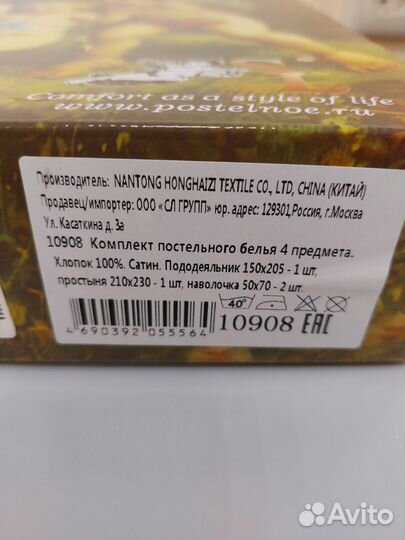 Comfort as a style of life
www.postelnoe.ru
Производитель: NANTONG HONGHAIZI TEXTILE CO., LTD, CHINA (КИТАЙ)
Продавец/импортер: ООО «СЛ ГРУПП» юр. адрес: 129301,Россия, г.Москва
Ул. Касаткина д. 3а
10908 Комплект постельного белья 4 предмета.
Хлопок 100%. Сатин. Пододеяльник 150х205 - 1 шт,
простыня 210х230 - 1 шт, наволочка 50х70 - 2 шт.
40°
4 690392 055564 10908 EAC
Avito